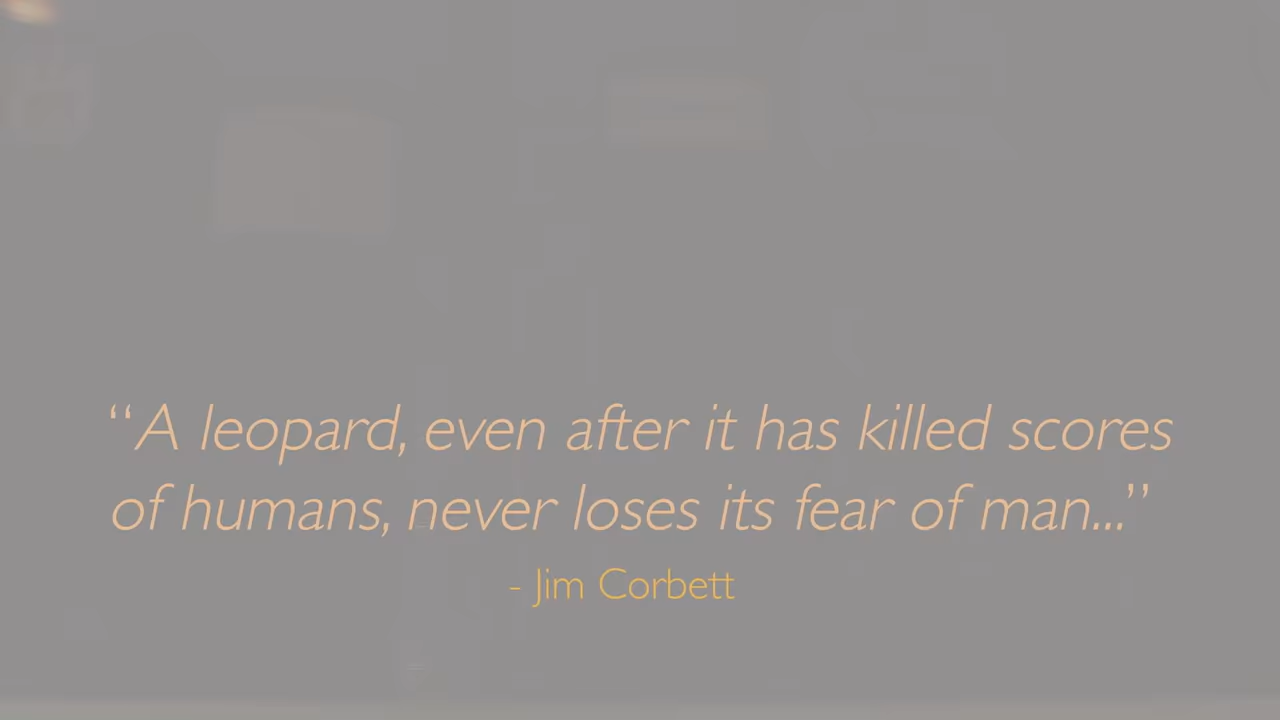 “A leopard, even after it has killed scores
of humans, never loses its fear of man...”
- Jim Corbett